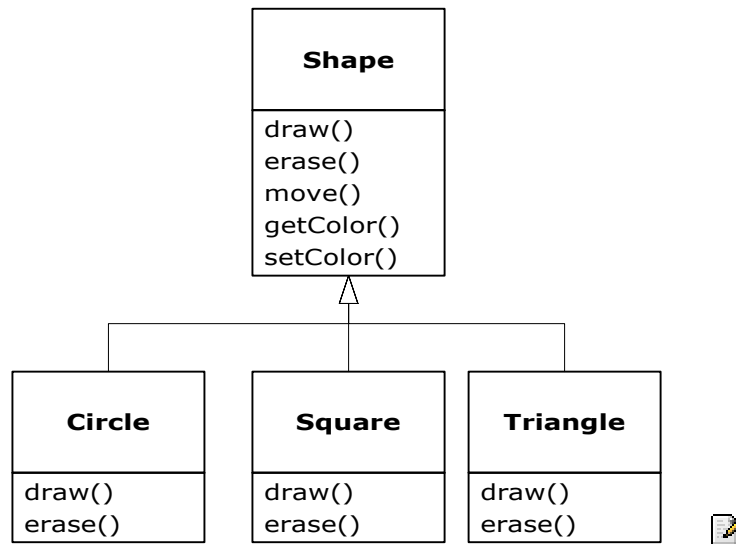 Shape
draw()
erase()
move()
getColor()
setColor()
Circle
draw()
erase()
Square
draw()
erase()
Triangle
draw()
erase()